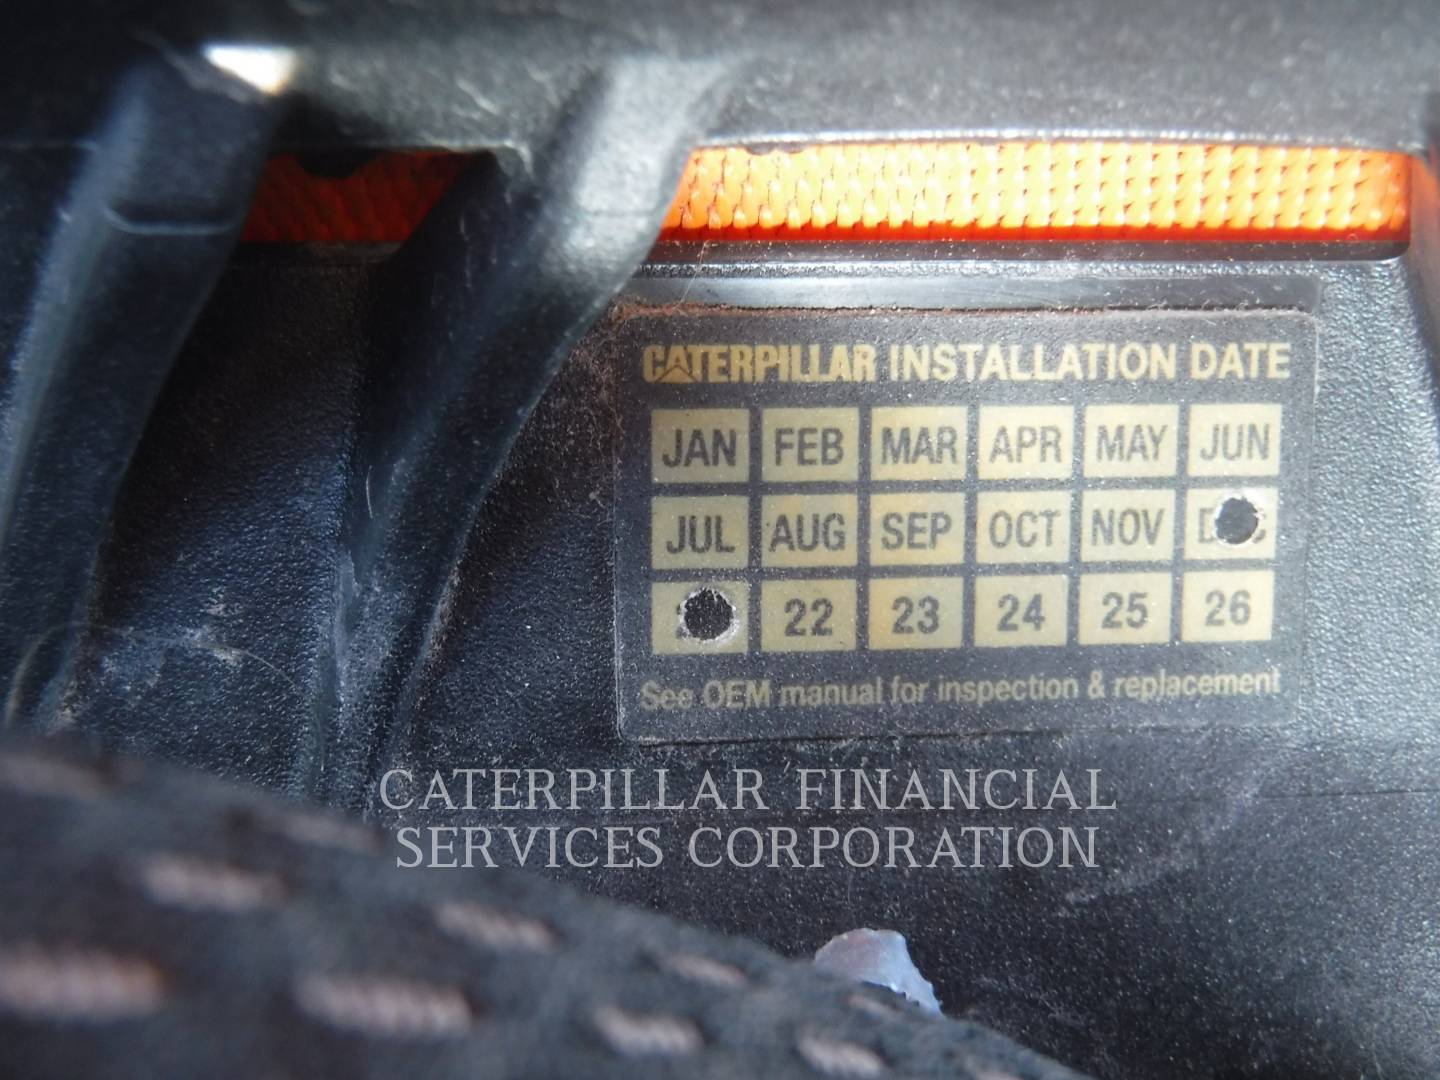 CATERPILLAR INSTALLATION DATE
JAN FEB MAR APR MAY JUN
JUL AUG SEP OCT NOV
22 23 24 25 26
See OEM manual for inspection & replacement
CATERPILLAR FINANCIAL
SERVICES CORPORATION